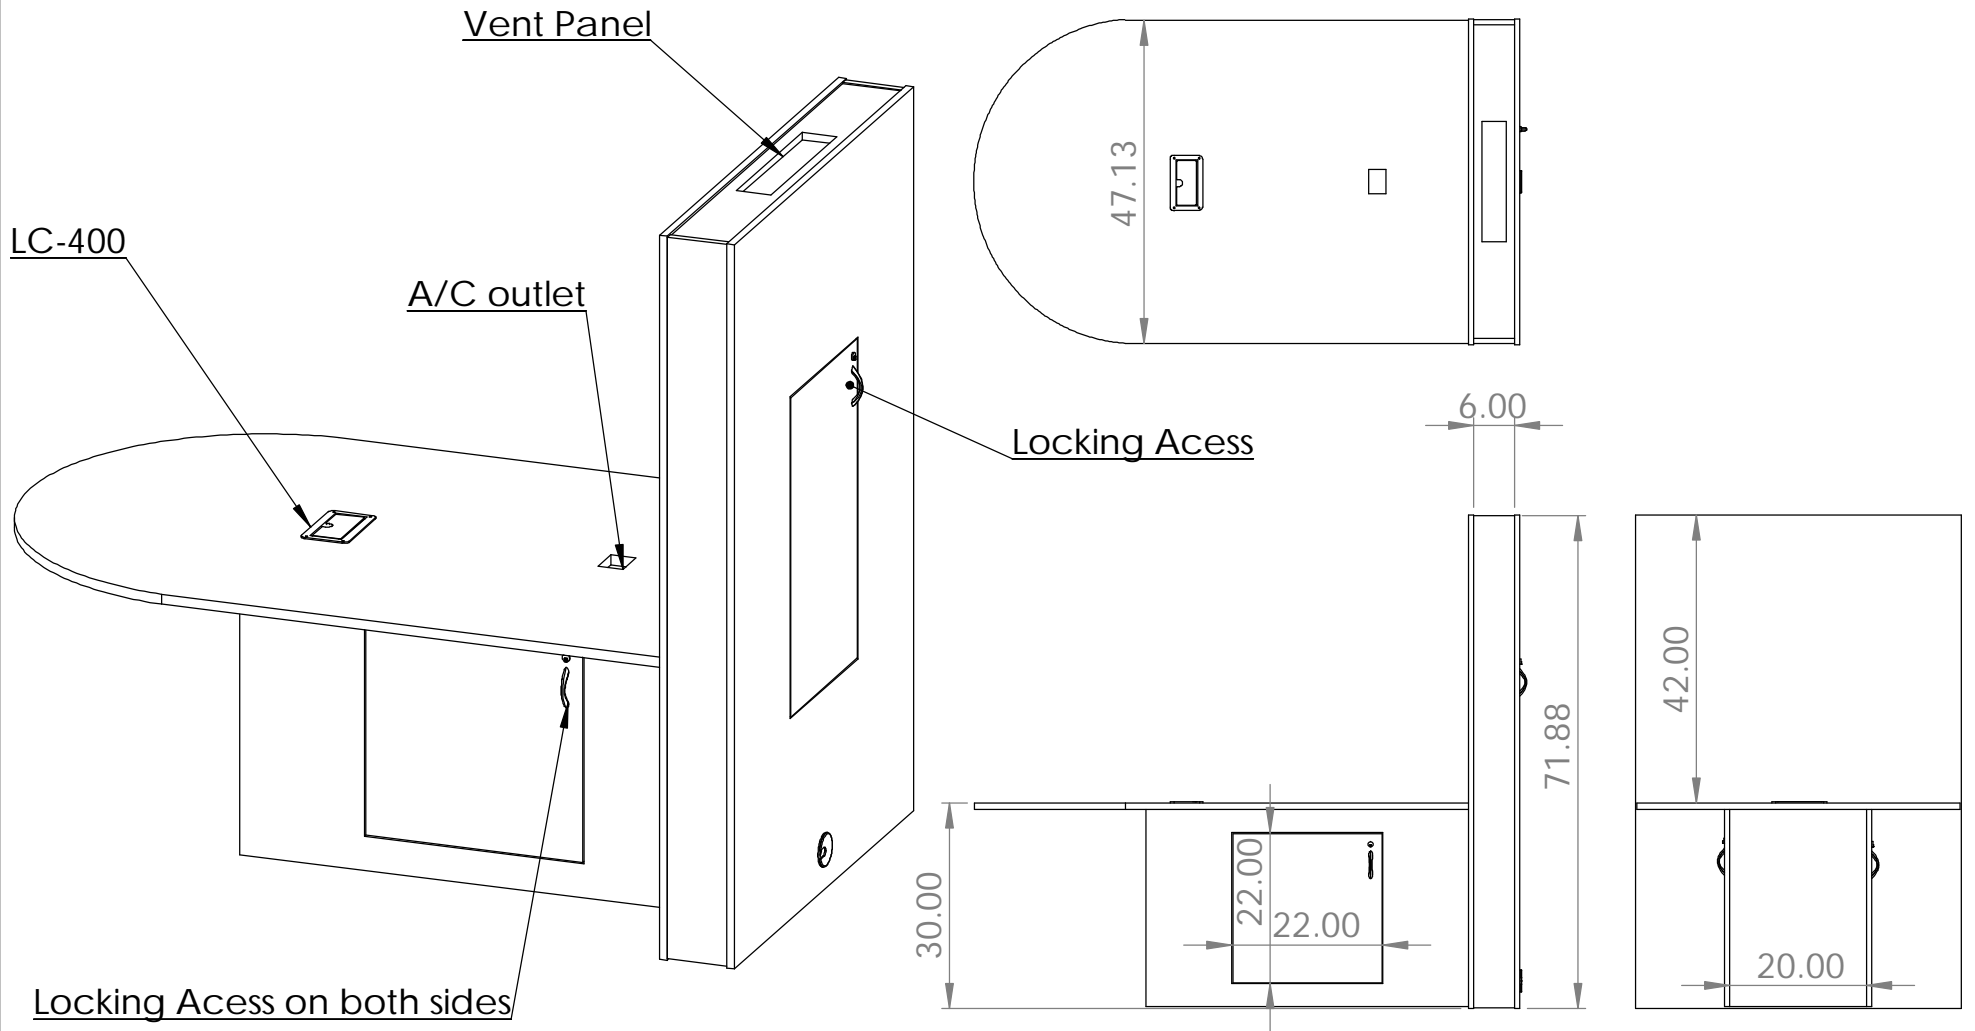 Vent Panel
LC-400
A/C outlet
Locking Acess
Locking Acess on both sides
47.13
6.00
71.88
42.00
30.00
22.00
22.00
20.00